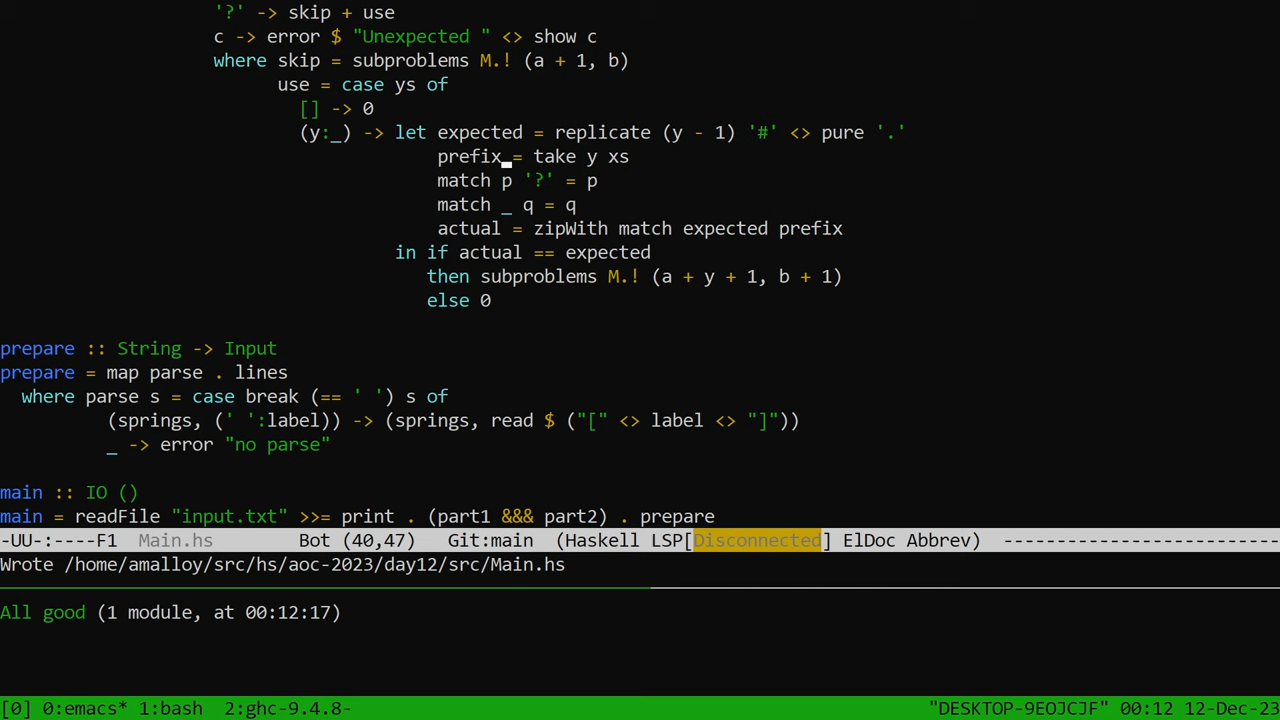 '?' -> skip + use
c -> error $ "Unexpected " <> show c
where skip = subproblems M.! (a + 1, b)
use = case ys of
[] -> 0
(y:_) -> let expected = replicate (y - 1) '#' <> pure '.'
prefix = take y xs
match p '?' = p
match _ q = q
actual = zipWith match expected prefix
in if actual == expected
then subproblems M.! (a + y + 1, b + 1)
else 0
prepare :: String -> Input
prepare = map parse . lines
where parse s = case break (== ' ') s of
(springs, (' ':label)) -> (springs, read $ ("[" <> label <> "]"))
_ -> error "no parse"
main :: IO ()
main = readFile "input.txt" >>= print . (part1 &&& part2) . prepare
-UU-:----F1  Main.hs        Bot (40,47)   Git:main  (Haskell LSP[Disconnected] ElDoc Abbrev) --------------------------
Wrote /home/amalloy/src/hs/aoc-2023/day12/src/Main.hs
All good (1 module, at 00:12:17)
[0] 0:emacs* 1:bash  2:ghc-9.4.8- "DESKTOP-9EOJCJF" 00:12 12-Dec-23